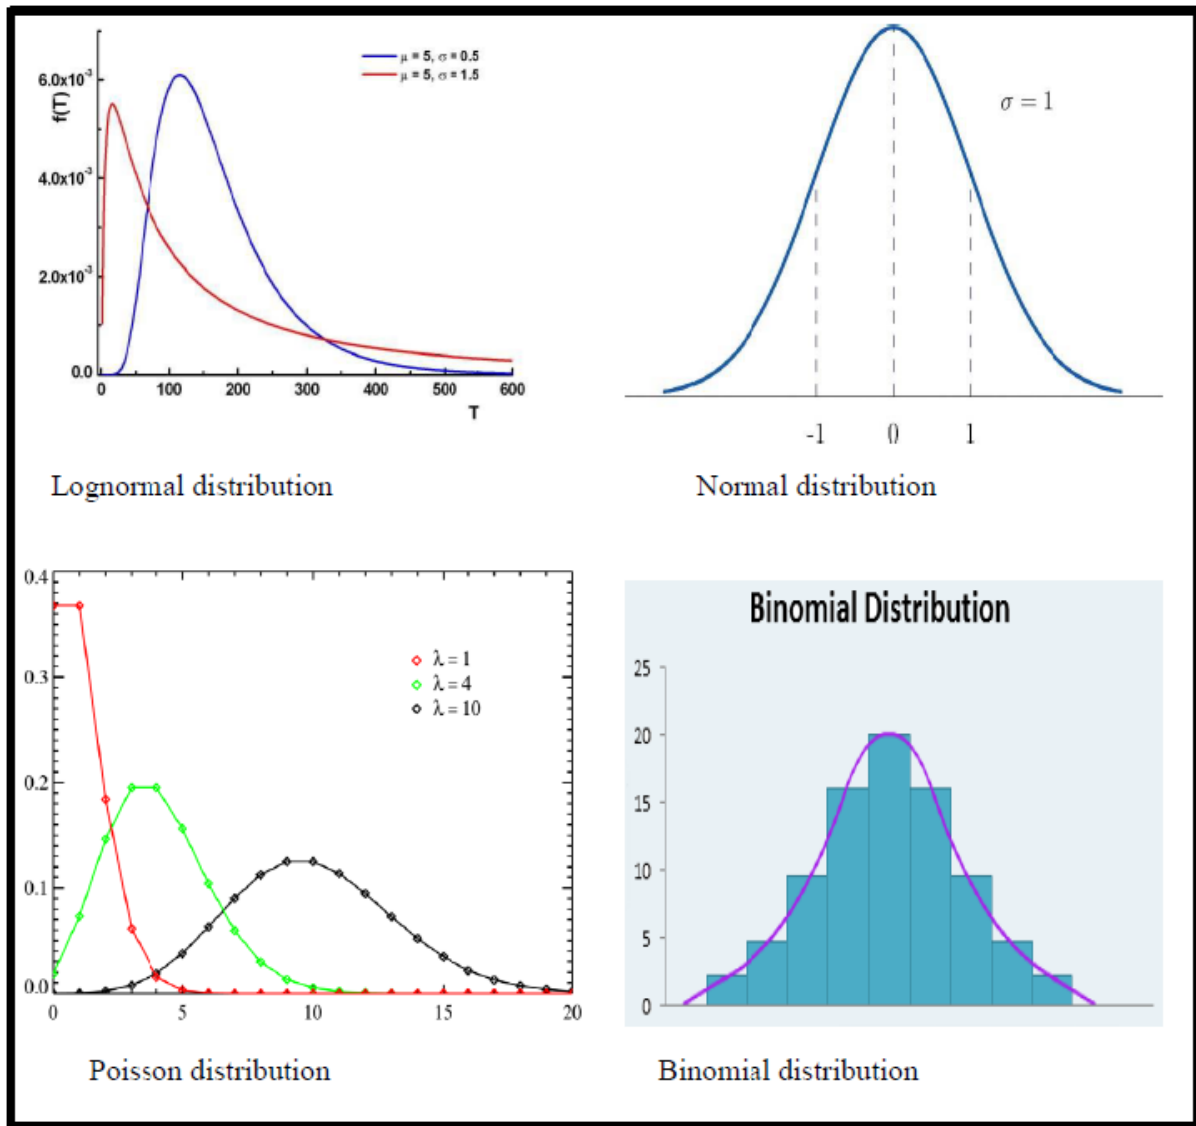 μ = 5, σ = 0.5
μ = 5, σ = 1.5
f(T)
6.0x10⁻³
4.0x10⁻³
2.0x10⁻³
0.0
0 100 200 300 400 500 600
T
Lognormal distribution
σ = 1
-1 0 1
Normal distribution
0.4
0.3
0.2
0.1
0.0
λ = 1
λ = 4
λ = 10
0 5 10 15 20
Poisson distribution
Binomial Distribution
25
20
15
10
5
0
Binomial distribution